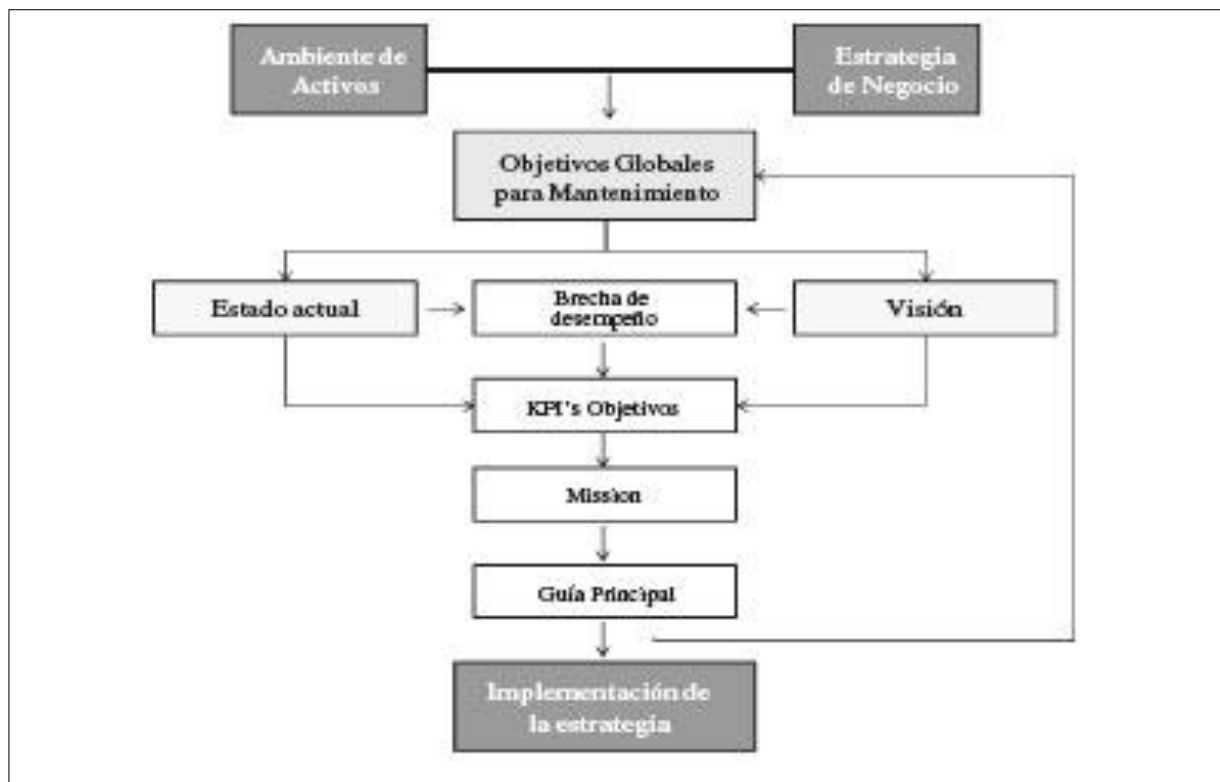 Ambiente de
Activos
Estrategia
de Negocio
Objetivos Globales
para Mantenimiento
Estado actual
Brecha de
desempeño
Visión
KPI's Objetivos
Mission
Guía Principal
Implementación de
la estrategia